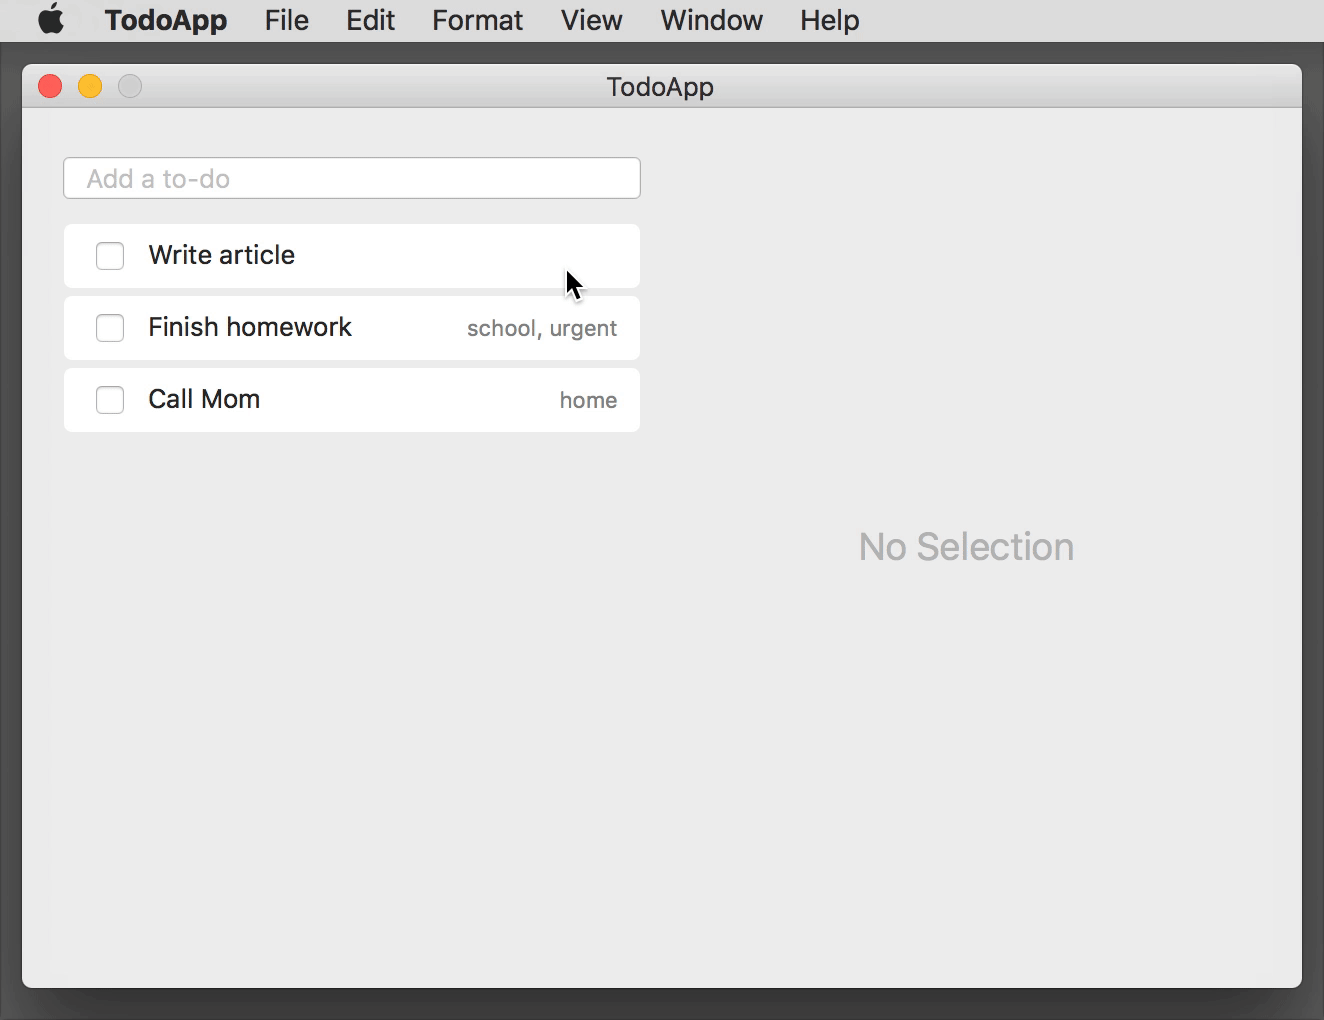 TodoApp File Edit Format View Window Help
TodoApp
Add a to-do
Write article
Finish homework school, urgent
Call Mom home
No Selection